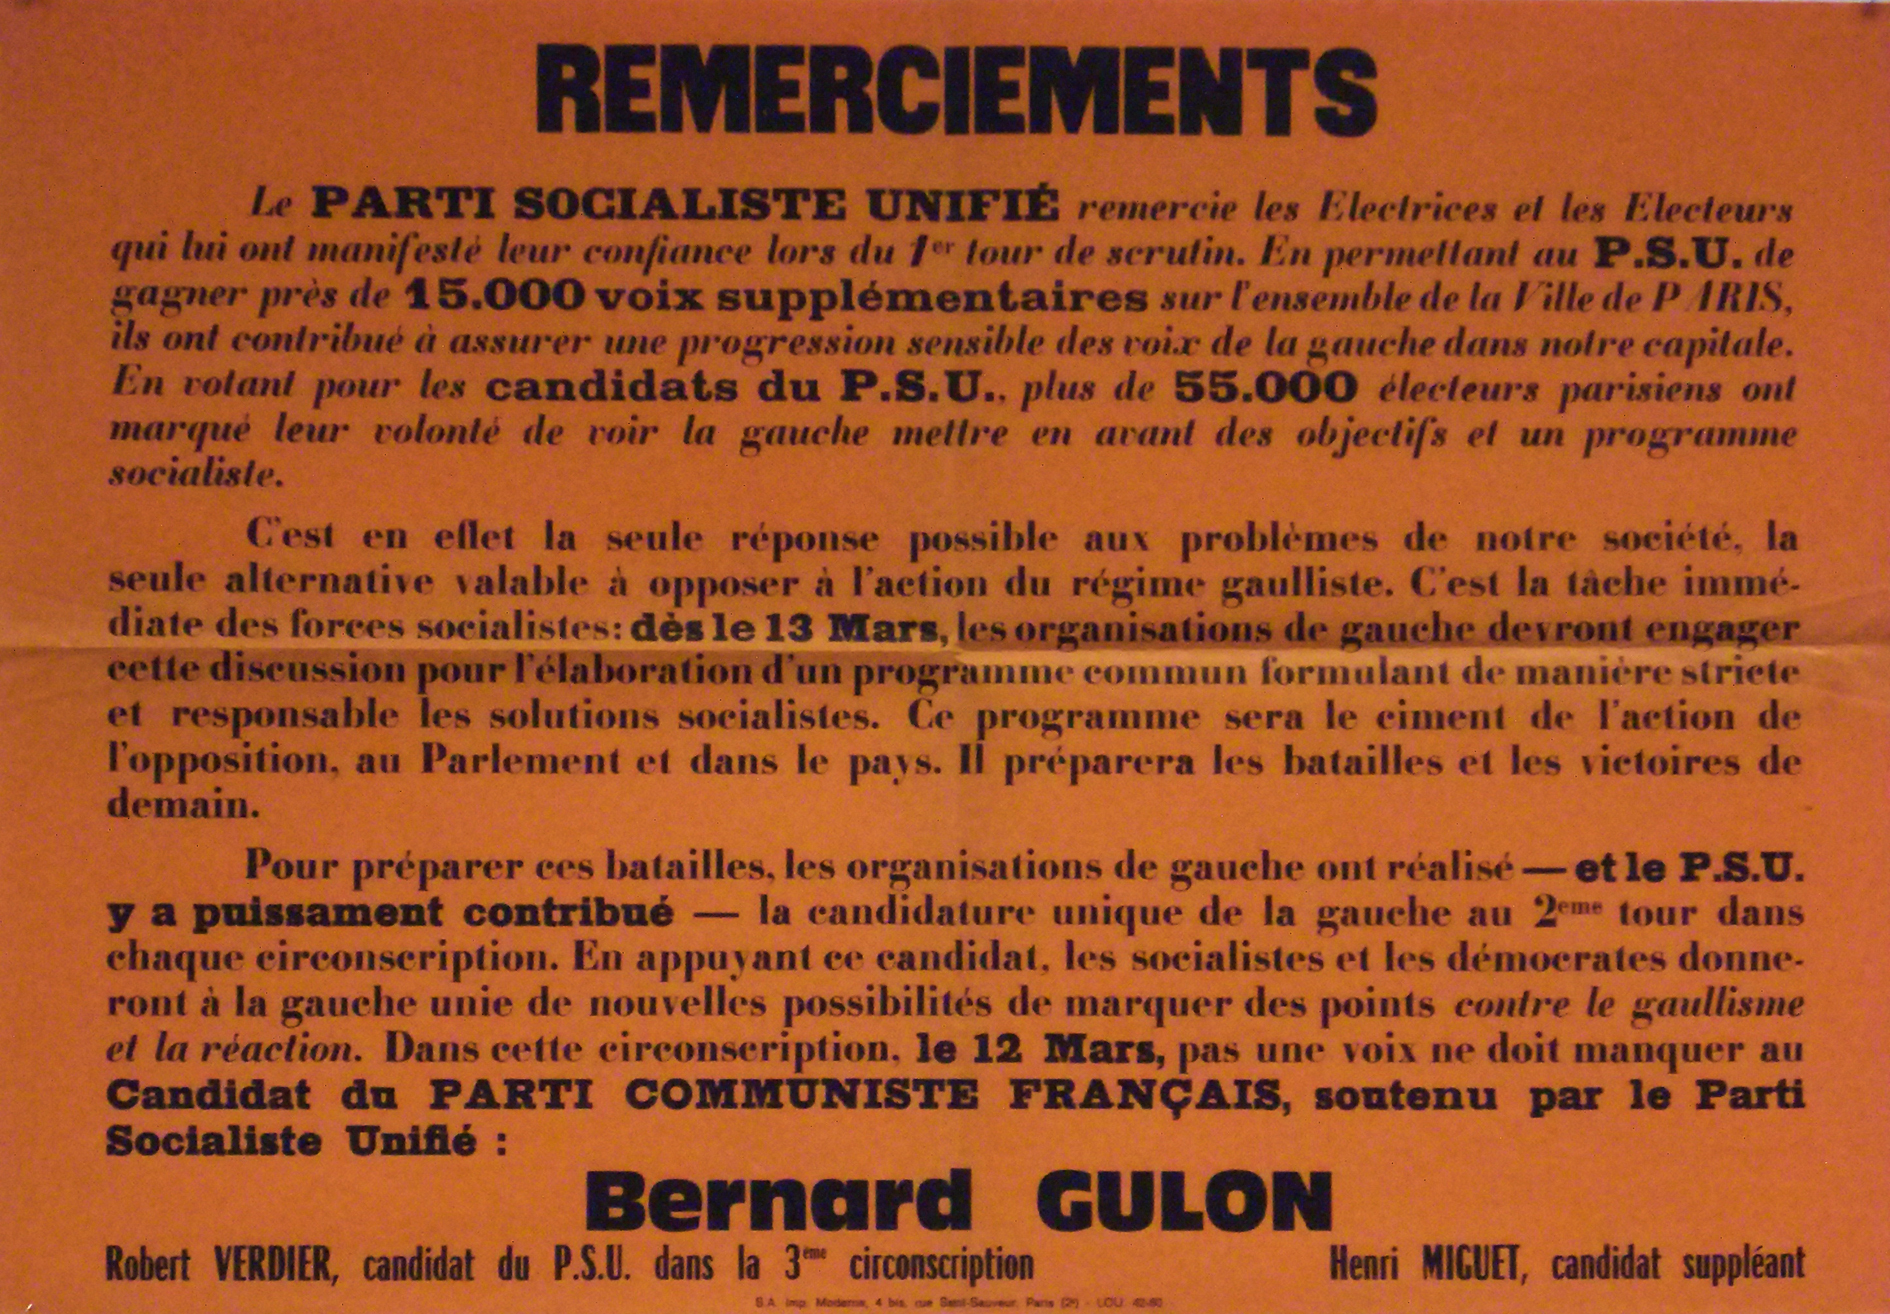 REMERCIEMENTS
Le PARTI SOCIALISTE UNIFIÉ remercie les Electrices et les Electeurs
qui lui ont manifesté leur confiance lors du 1er tour de scrutin. En permettant au P.S.U. de
gagner près de 15.000 voix supplémentaires sur l'ensemble de la Ville de PARIS,
ils ont contribué à assurer une progression sensible des voix de la gauche dans notre capitale.
En votant pour les candidats du P.S.U., plus de 55.000 électeurs parisiens ont
marqué leur volonté de voir la gauche mettre en avant des objectifs et un programme
socialiste.
C'est en effet la seule réponse possible aux problèmes de notre société, la
seule alternative valable à opposer à l'action du régime gaulliste. C'est la tâche immé-
diate des forces socialistes: dès le 13 Mars, les organisations de gauche devront engager
cette discussion pour l'élaboration d'un programme commun formulant de manière stricte
et responsable les solutions socialistes. Ce programme sera le ciment de l'action de
l'opposition, au Parlement et dans le pays. Il préparera les batailles et les victoires de
demain.
Pour préparer ces batailles, les organisations de gauche ont réalisé — et le P.S.U.
y a puissament contribué — la candidature unique de la gauche au 2eme tour dans
chaque circonscription. En appuyant ce candidat, les socialistes et les démocrates donne-
ront à la gauche unie de nouvelles possibilités de marquer des points contre le gaullisme
et la réaction. Dans cette circonscription, le 12 Mars, pas une voix ne doit manquer au
Candidat du PARTI COMMUNISTE FRANÇAIS, soutenu par le Parti
Socialiste Unifié :
Bernard GULON
Robert VERDIER, candidat du P.S.U. dans la 3ème circonscription Henri MIGUET, candidat suppléant
S.A. Imp. Moderne, 4 bis, rue Saint-Sauveur, Paris (2e) - LOU. 42-60